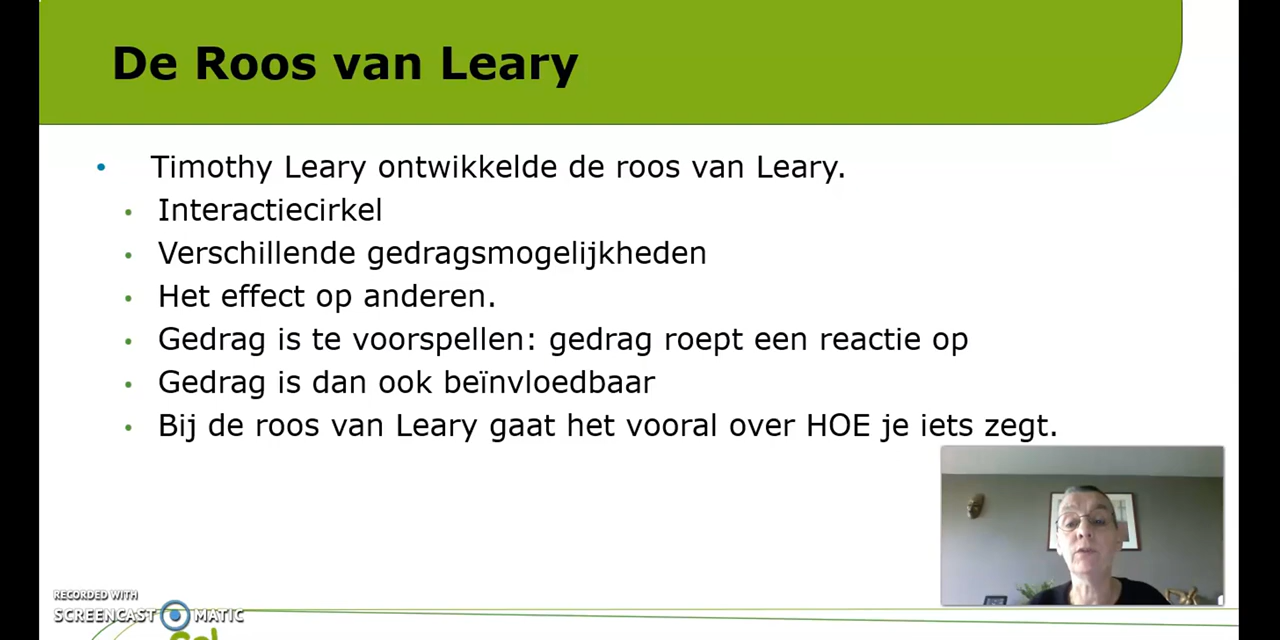 De Roos van Leary
• Timothy Leary ontwikkelde de roos van Leary.
• Interactiecirkel
• Verschillende gedragsmogelijkheden
• Het effect op anderen.
• Gedrag is te voorspellen: gedrag roept een reactie op
• Gedrag is dan ook beïnvloedbaar
• Bij de roos van Leary gaat het vooral over HOE je iets zegt.
RECORDED WITH
SCREENCAST MATIC